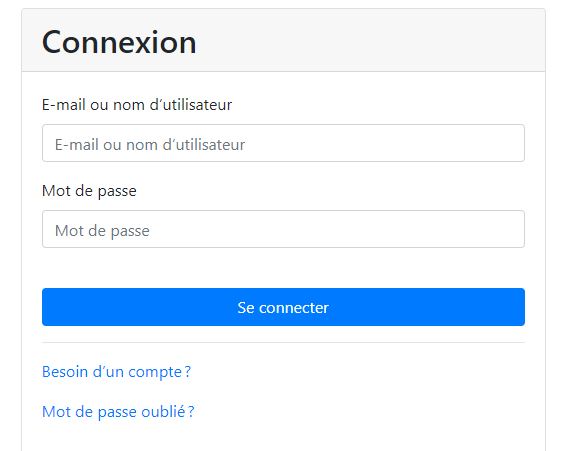 Connexion
E-mail ou nom d’utilisateur
E-mail ou nom d’utilisateur
Mot de passe
Mot de passe
Se connecter
Besoin d’un compte ?
Mot de passe oublié ?